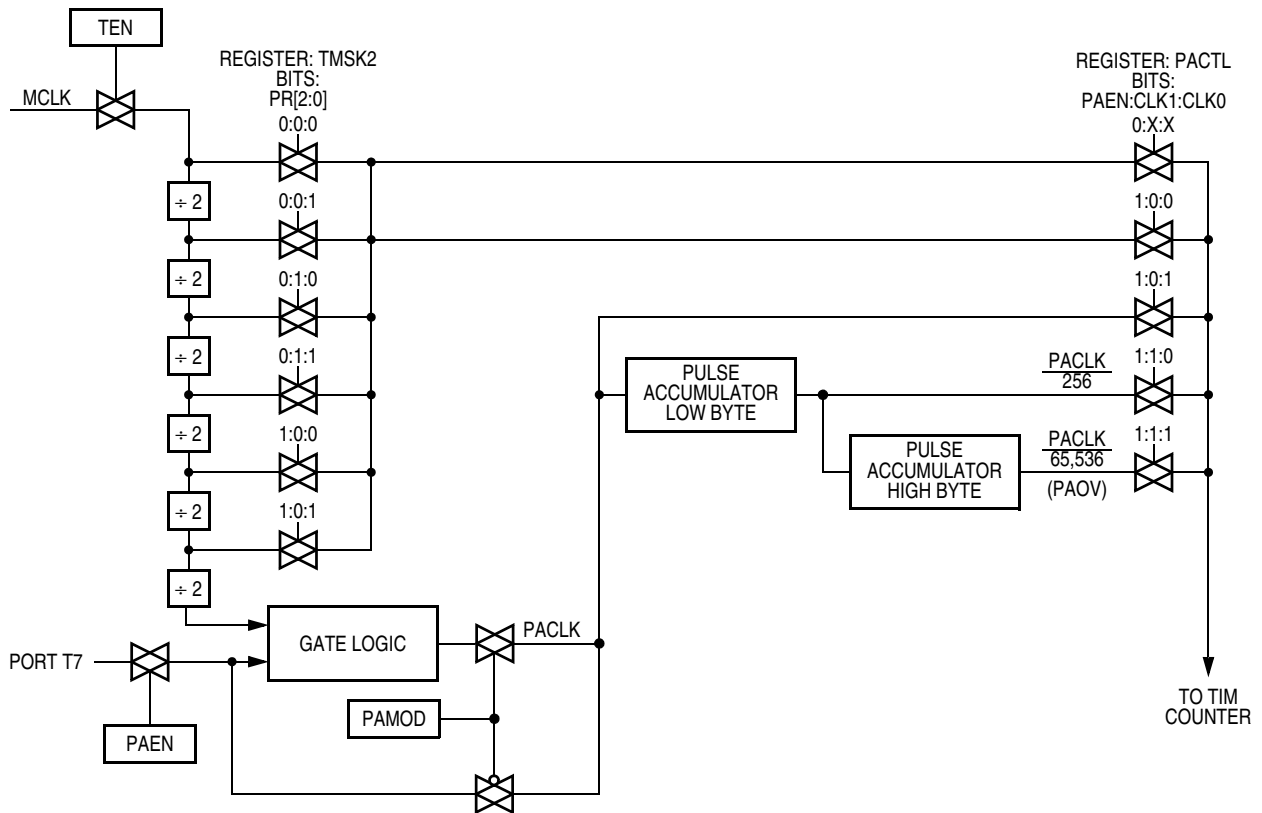 TEN
MCLK
REGISTER: TMSK2
BITS:
PR[2:0]
0:0:0
REGISTER: PACTL
BITS:
PAEN:CLK1:CLK0
0:X:X
÷ 2
0:0:1
1:0:0
÷ 2
0:1:0
1:0:1
÷ 2
0:1:1
PULSE
ACCUMULATOR
LOW BYTE
PACLK
256
1:1:0
÷ 2
1:0:0
PULSE
ACCUMULATOR
HIGH BYTE
PACLK
65,536
(PAOV)
1:1:1
÷ 2
1:0:1
÷ 2
GATE LOGIC
PACLK
PORT T7
PAMOD
PAEN
TO TIM
COUNTER